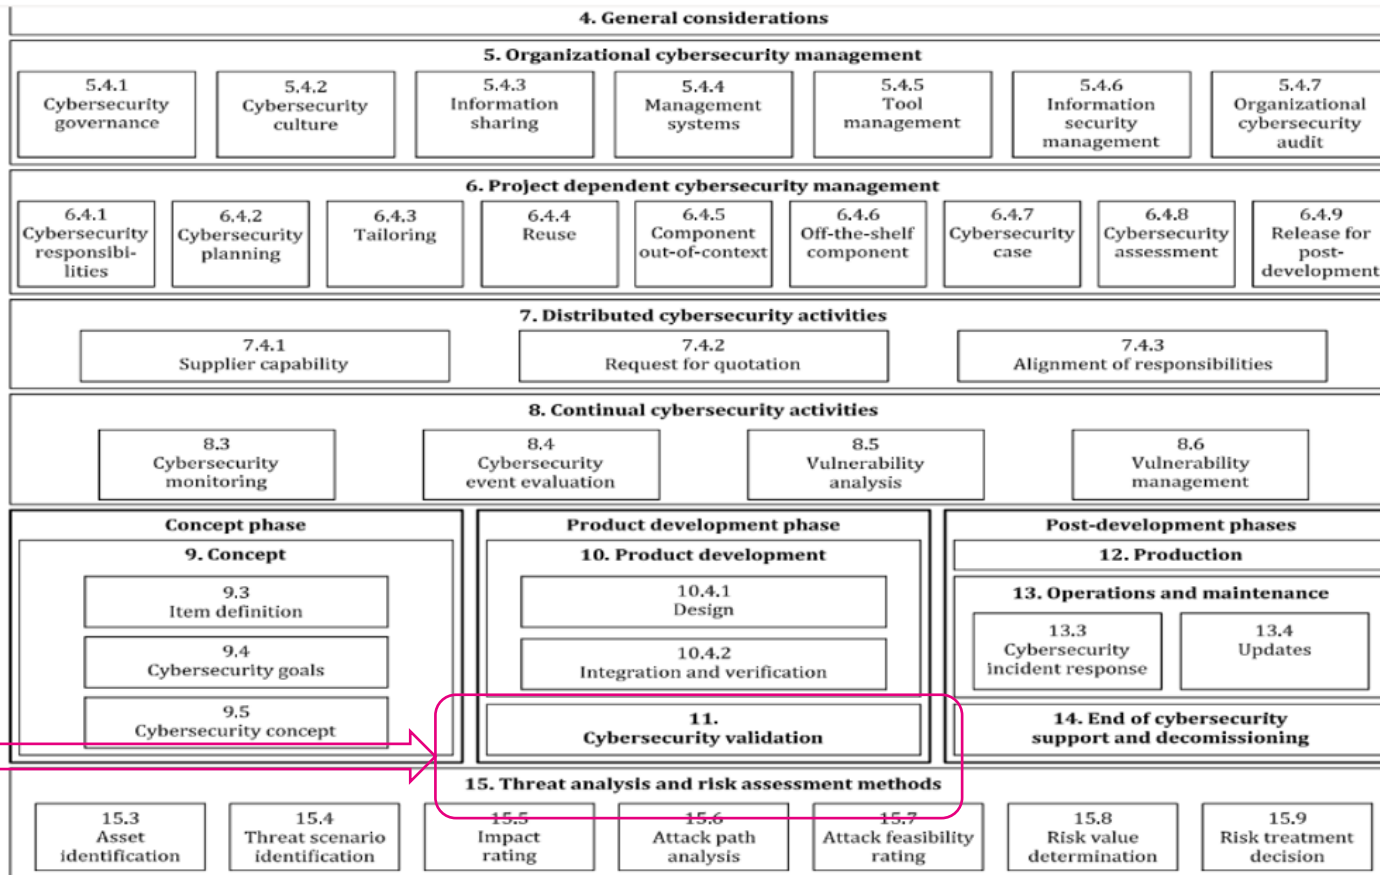 4. General considerations
5. Organizational cybersecurity management
5.4.1
Cybersecurity
governance
5.4.2
Cybersecurity
culture
5.4.3
Information
sharing
5.4.4
Management
systems
5.4.5
Tool
management
5.4.6
Information
security
management
5.4.7
Organizational
cybersecurity
audit
6. Project dependent cybersecurity management
6.4.1
Cybersecurity
responsibi-
lities
6.4.2
Cybersecurity
planning
6.4.3
Tailoring
6.4.4
Reuse
6.4.5
Component
out-of-context
6.4.6
Off-the-shelf
component
6.4.7
Cybersecurity
case
6.4.8
Cybersecurity
assessment
6.4.9
Release for
post-
development
7. Distributed cybersecurity activities
7.4.1
Supplier capability
7.4.2
Request for quotation
7.4.3
Alignment of responsibilities
8. Continual cybersecurity activities
8.3
Cybersecurity
monitoring
8.4
Cybersecurity
event evaluation
8.5
Vulnerability
analysis
8.6
Vulnerability
management
Concept phase
9. Concept
9.3
Item definition
9.4
Cybersecurity goals
9.5
Cybersecurity concept
Product development phase
10. Product development
10.4.1
Design
10.4.2
Integration and verification
11.
Cybersecurity validation
Post-development phases
12. Production
13. Operations and maintenance
13.3
Cybersecurity
incident response
13.4
Updates
14. End of cybersecurity
support and decomissioning
15. Threat analysis and risk assessment methods
15.3
Asset
identification
15.4
Threat scenario
identification
15.5
Impact
rating
15.6
Attack path
analysis
15.7
Attack feasibility
rating
15.8
Risk value
determination
15.9
Risk treatment
decision